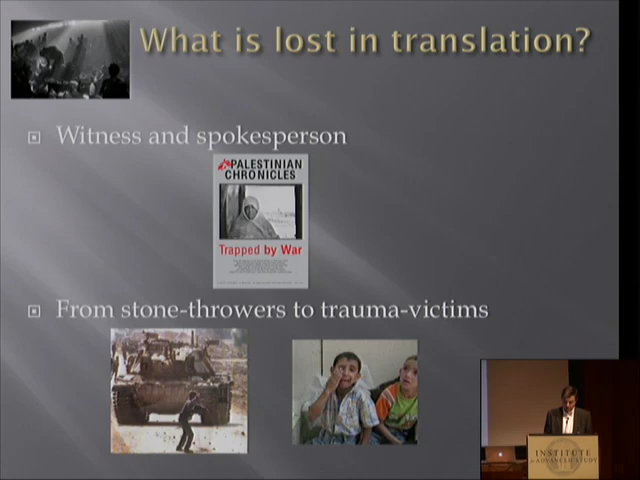 What is lost in translation?
Witness and spokesperson
PALESTINIAN
CHRONICLES
Trapped by War
From stone-throwers to trauma-victims
INSTITUTE
ADVANCED STUDY